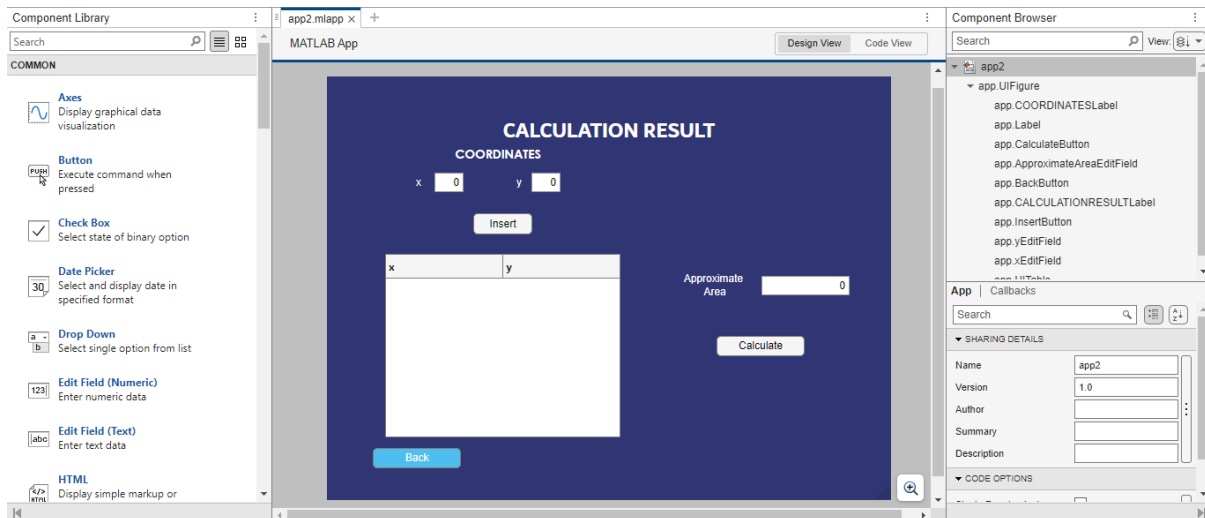 Component Library
Search
COMMON
Axes
Display graphical data
visualization
PUSH
Button
Execute command when
pressed
Check Box
Select state of binary option
30
Date Picker
Select and display date in
specified format
a
b
Drop Down
Select single option from list
123
Edit Field (Numeric)
Enter numeric data
abc
Edit Field (Text)
Enter text data
</>
HTML
HTML
Display simple markup or
app2.mlapp ×
MATLAB App
Design View
Code View
CALCULATION RESULT
COORDINATES
x 0 y 0
Insert
x y
Approximate
Area
0
Calculate
Back
Component Browser
Search
View:
app2
app.UIFigure
app.COORDINATESLabel
app.Label
app.CalculateButton
app.ApproximateAreaEditField
app.BackButton
app.CALCULATIONRESULTLabel
app.InsertButton
app.yEditField
app.xEditField
app.UITable
App | Callbacks
Search
SHARING DETAILS
Name app2
Version 1.0
Author
Summary
Description
CODE OPTIONS